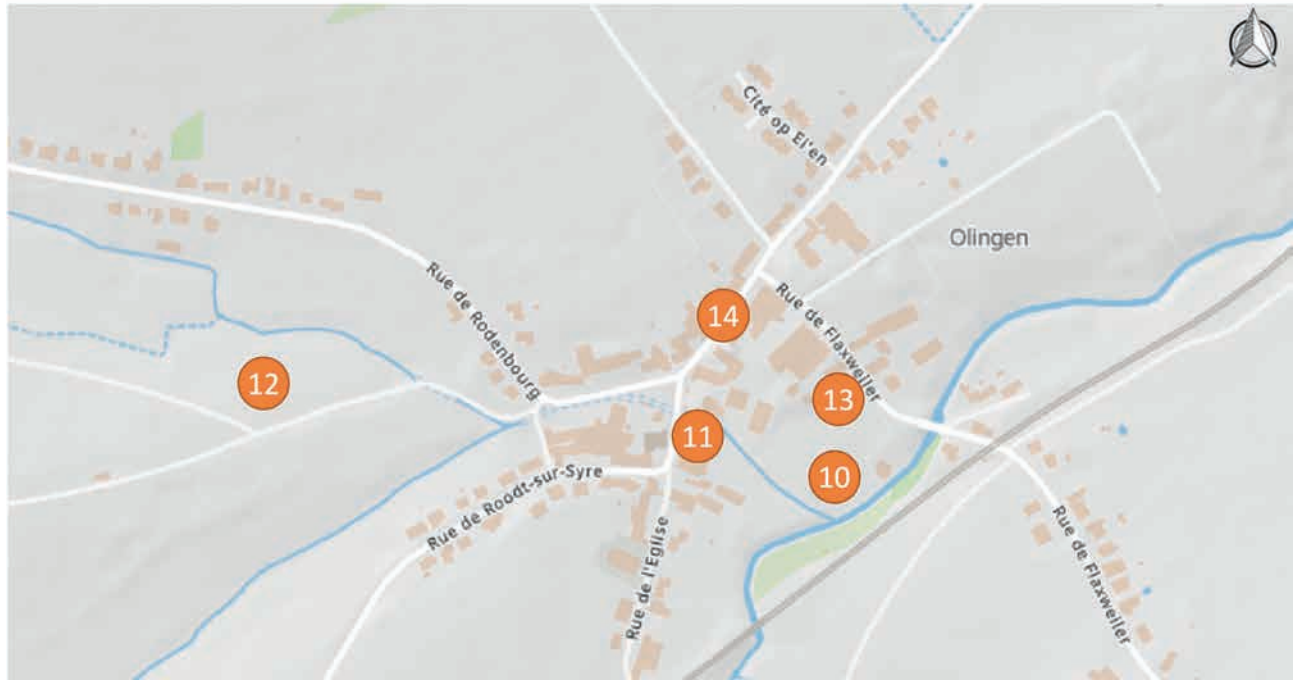 Cité op El'en
Olingen
Rue de Rodenbourg
Rue de Flaxweiler
14
12
13
11
10
Rue de Roodt-sur-Syre
Rue de l'Eglise
Rue de Flaxweiler